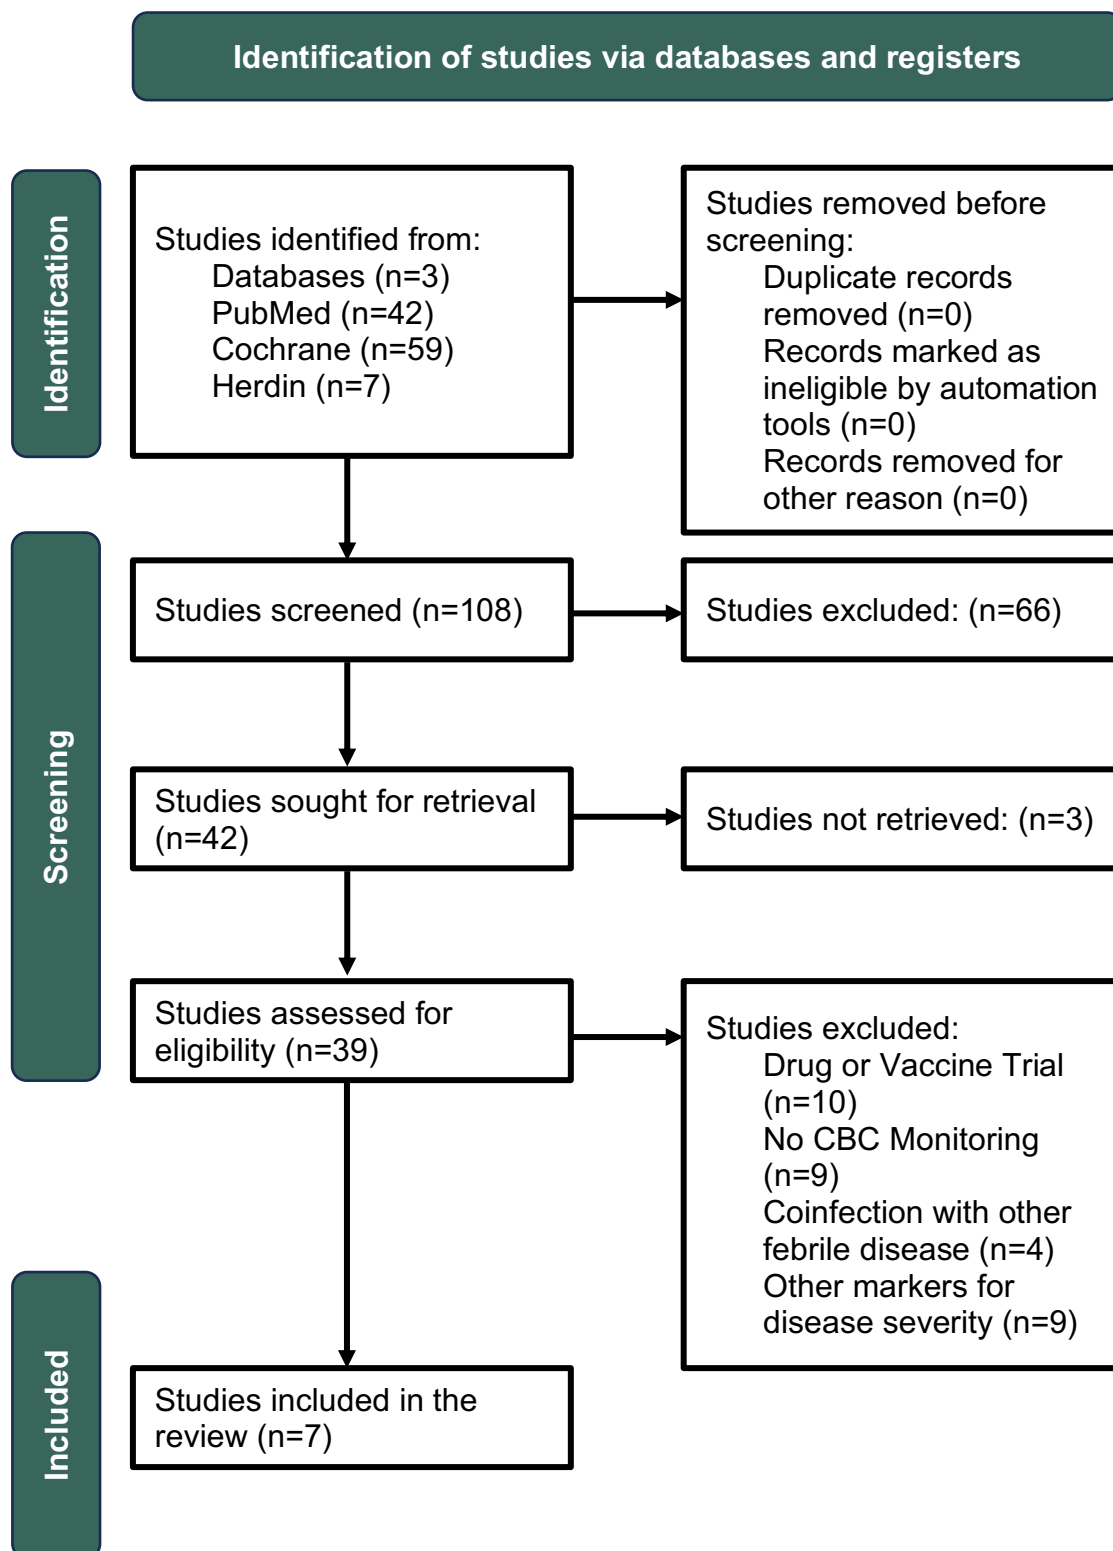 Identification of studies via databases and registers
Identification
Studies identified from:
Databases (n=3)
PubMed (n=42)
Cochrane (n=59)
Herdin (n=7)
Studies removed before
screening:
Duplicate records
removed (n=0)
Records marked as
ineligible by automation
tools (n=0)
Records removed for
other reason (n=0)
Screening
Studies screened (n=108)
Studies excluded: (n=66)
Studies sought for retrieval
(n=42)
Studies not retrieved: (n=3)
Studies assessed for
eligibility (n=39)
Studies excluded:
Drug or Vaccine Trial
(n=10)
No CBC Monitoring
(n=9)
Coinfection with other
febrile disease (n=4)
Other markers for
disease severity (n=9)
Included
Studies included in the
review (n=7)